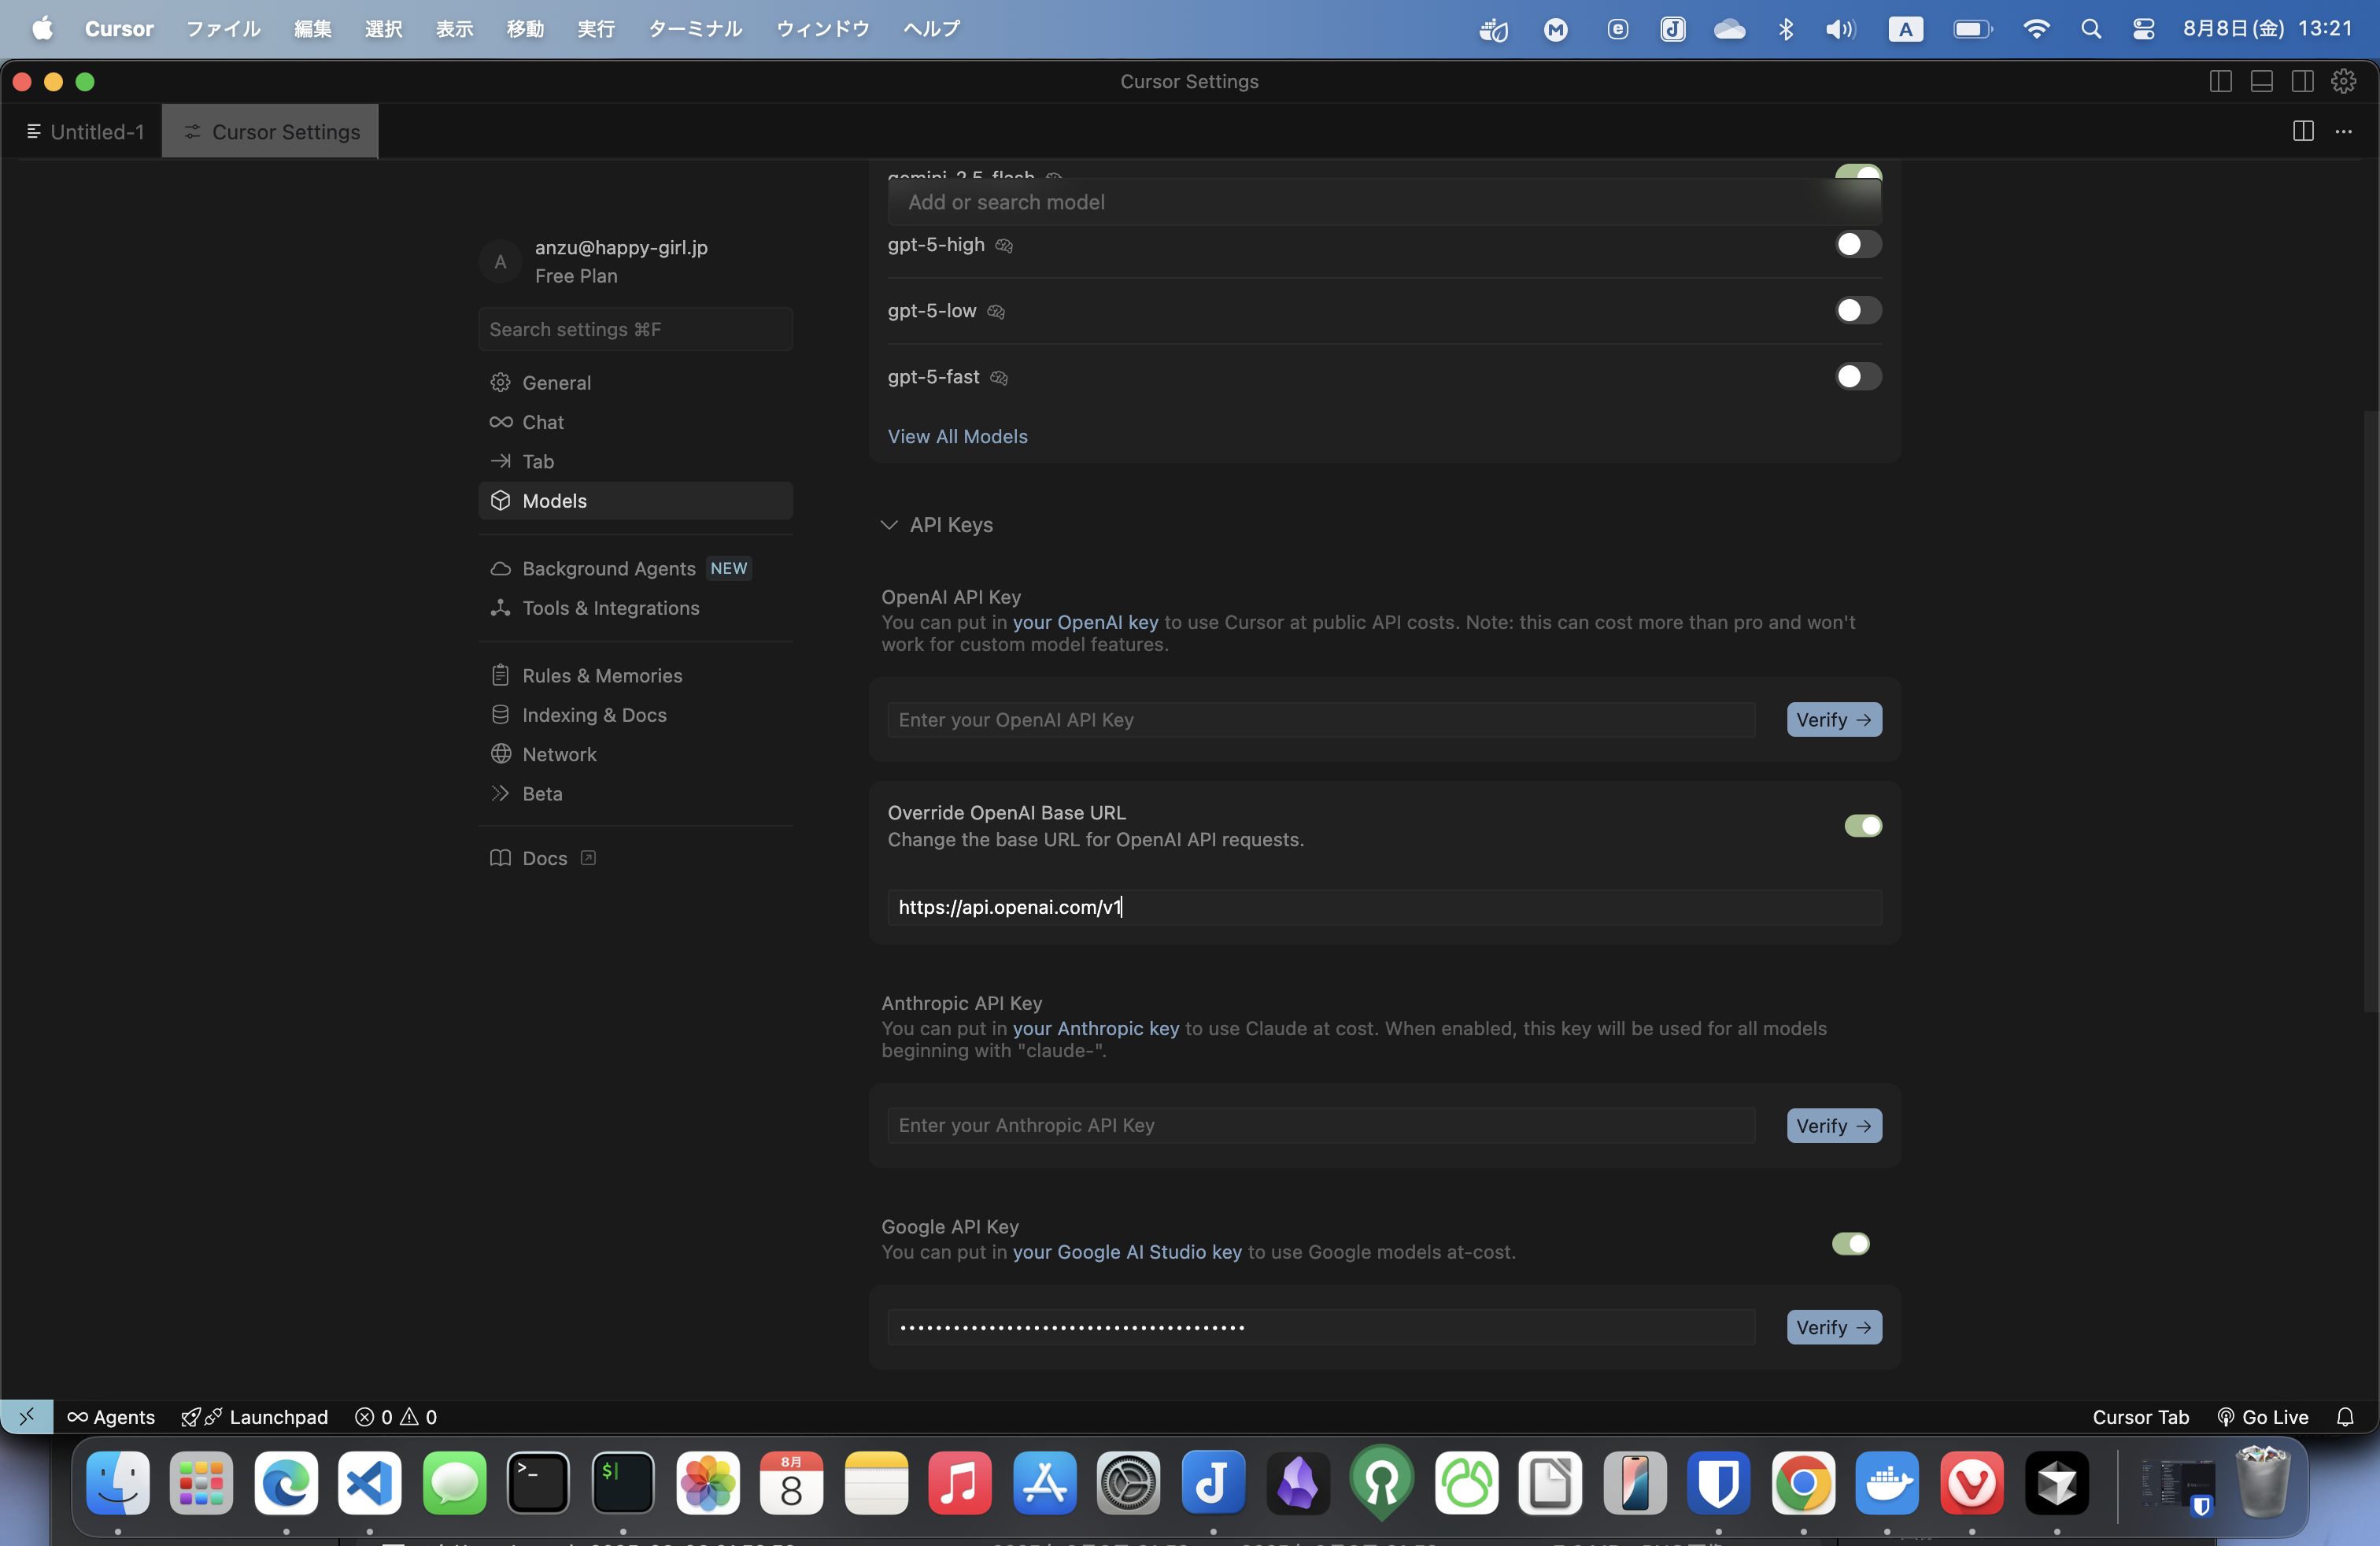 Cursor ファイル 編集 選択 表示 移動 実行 ターミナル ウィンドウ ヘルプ A 8月8日(金) 13:21
Cursor Settings
Untitled-1 Cursor Settings
gemini-2.5-flash
Add or search model
gpt-5-high
gpt-5-low
gpt-5-fast
View All Models
A
anzu@happy-girl.jp
Free Plan
Search settings ⌘F
General
Chat
Tab
Models
Background Agents NEW
Tools & Integrations
Rules & Memories
Indexing & Docs
Network
Beta
Docs
API Keys
OpenAI API Key
You can put in your OpenAI key to use Cursor at public API costs. Note: this can cost more than pro and won't
work for custom model features.
Enter your OpenAI API Key
Verify →
Override OpenAI Base URL
Change the base URL for OpenAI API requests.
https://api.openai.com/v1
Anthropic API Key
You can put in your Anthropic key to use Claude at cost. When enabled, this key will be used for all models
beginning with "claude-".
Enter your Anthropic API Key
Verify →
Google API Key
You can put in your Google AI Studio key to use Google models at-cost.
•••••••••••••••••••••••••••••••••••••••
Verify →
Agents Launchpad 0 0 Cursor Tab Go Live
8月
8